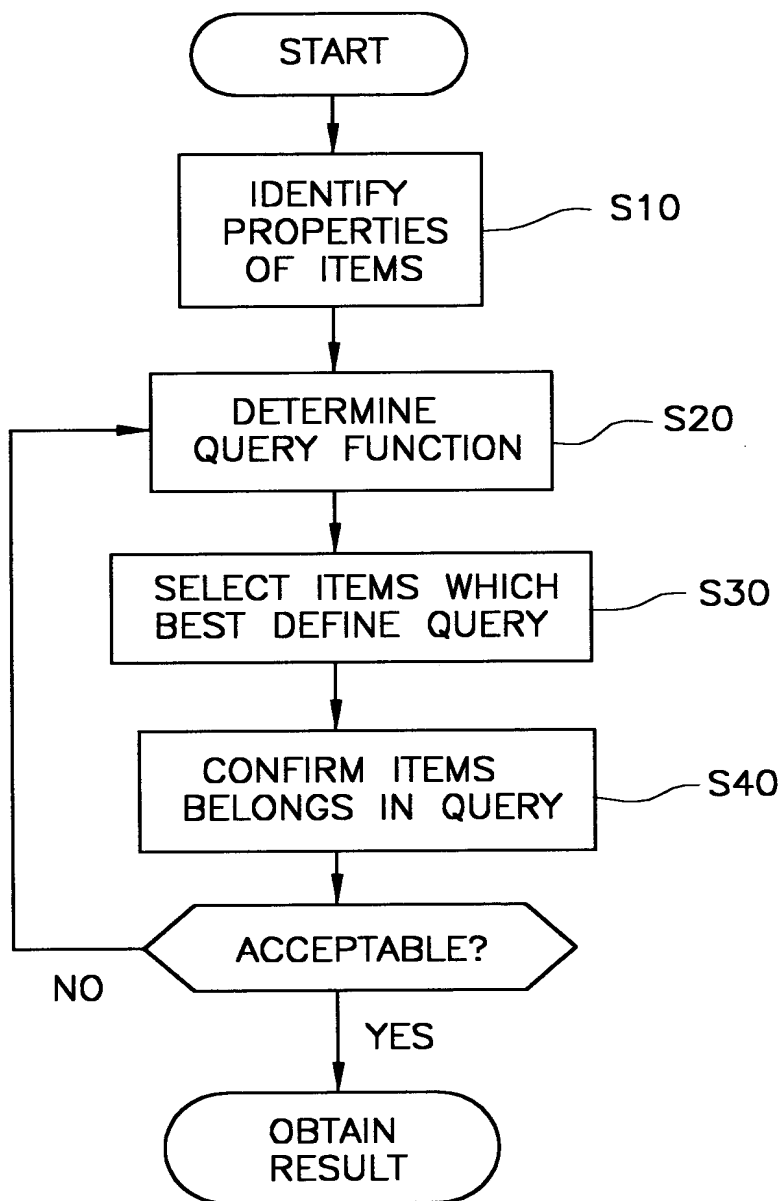 START
IDENTIFY
PROPERTIES
OF ITEMS
S10
DETERMINE
QUERY FUNCTION
S20
SELECT ITEMS WHICH
BEST DEFINE QUERY
S30
CONFIRM ITEMS
BELONGS IN QUERY
S40
ACCEPTABLE?
NO
YES
OBTAIN
RESULT